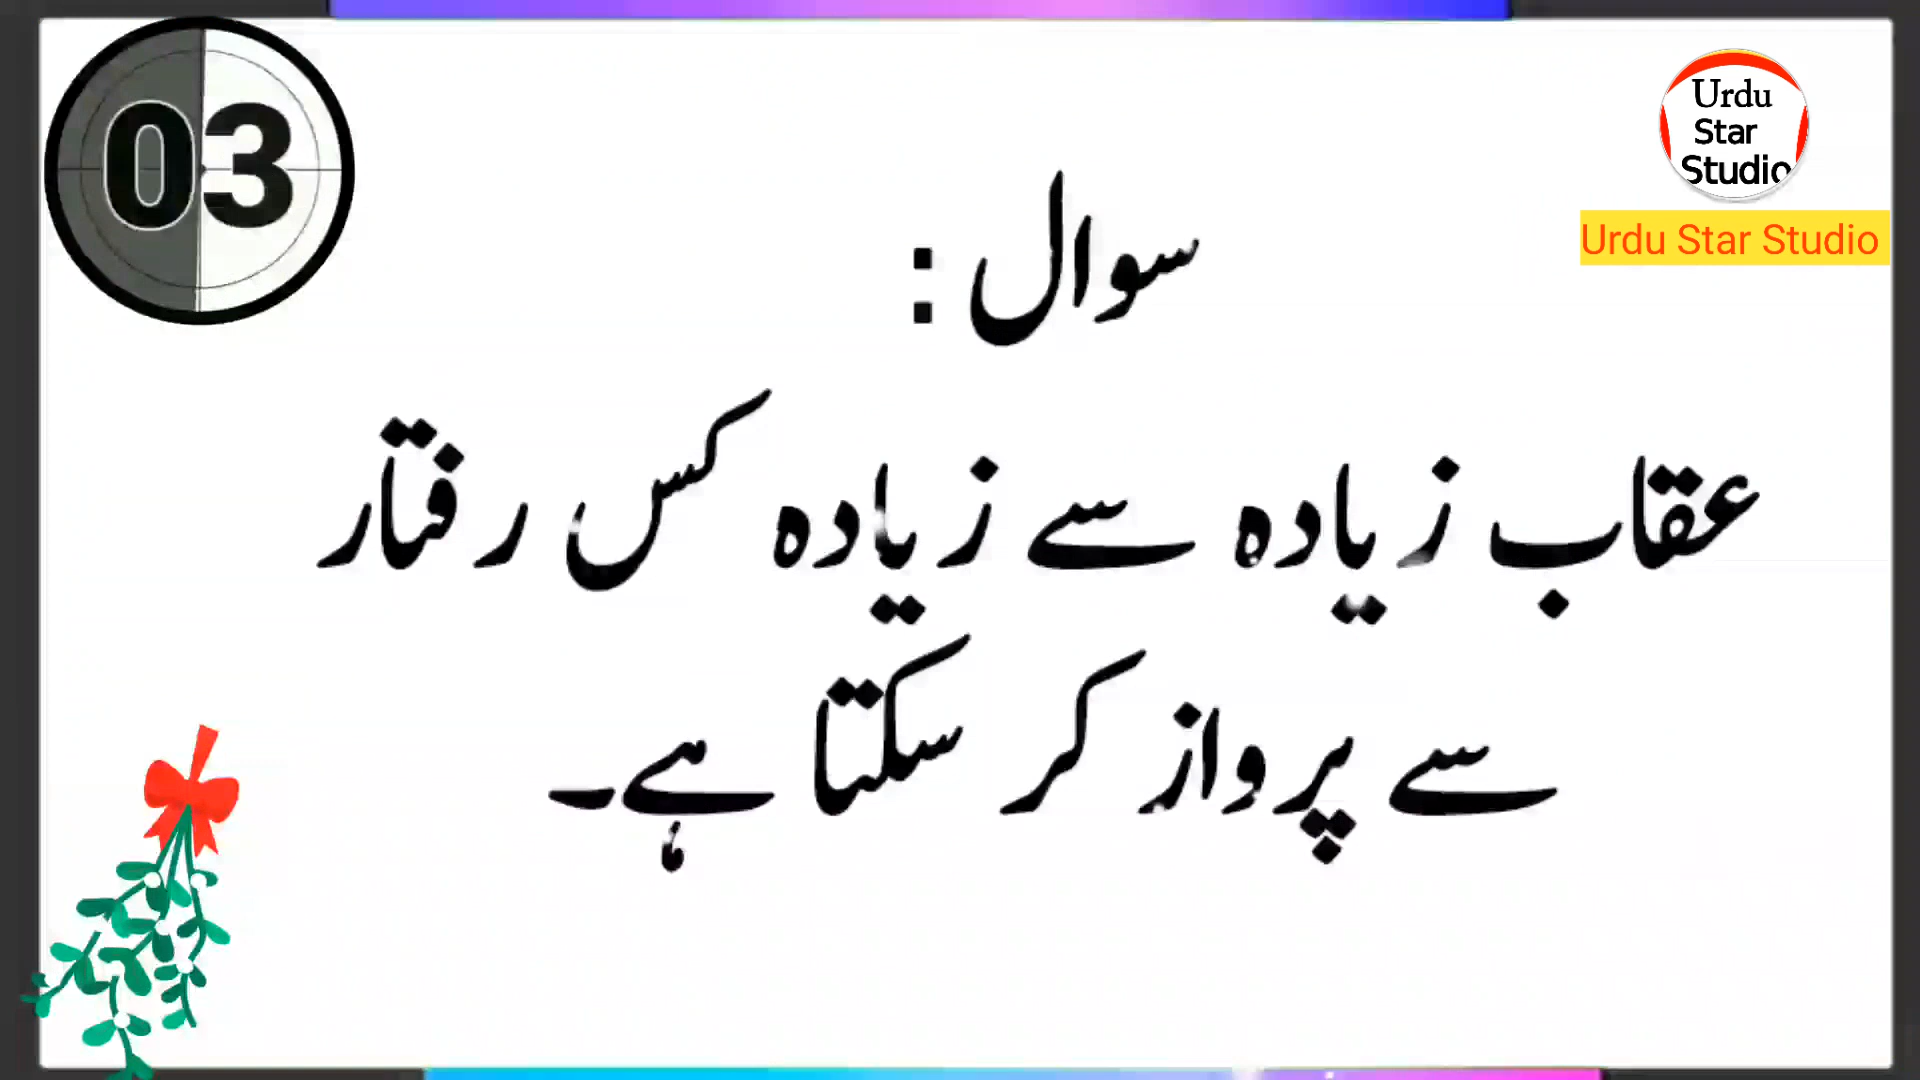 03
Urdu
Star
Studio
Urdu Star Studio
سوال :
عقاب زیادہ سے زیادہ کس رفتار
سے پرواز کر سکتا ہے۔